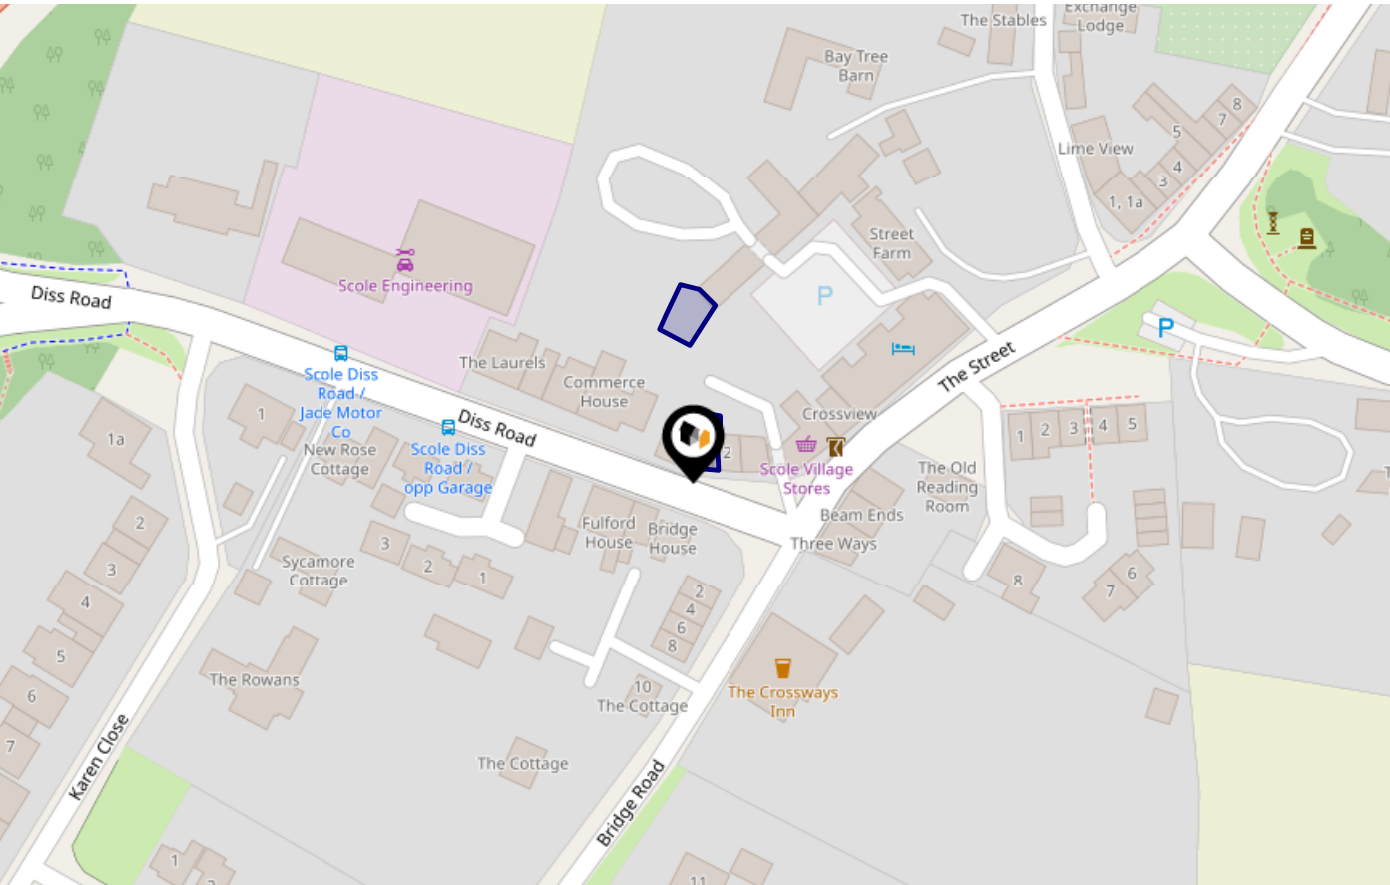 The Stables
Exchange
Lodge
Bay Tree
Barn
8
7
5
4
3
1, 1a
Lime View
Street
Farm
P
P
Scole Engineering
Diss Road
The Laurels
Commerce
House
Scole Diss
Road /
Jade Motor
Co
Diss Road
The Street
Crossview
1
1a
New Rose
Cottage
Scole Diss
Road /
opp Garage
2
Scole Village
Stores
1
2
3
4
5
The Old
Reading
Room
Beam Ends
Three Ways
Fulford
House
Bridge
House
2
3
3
2
1
Sycamore
Cottage
8
6
7
4
5
6
7
2
4
6
8
The Rowans
10
The Cottage
The Crossways
Inn
Karen Close
The Cottage
Bridge Road
1
11